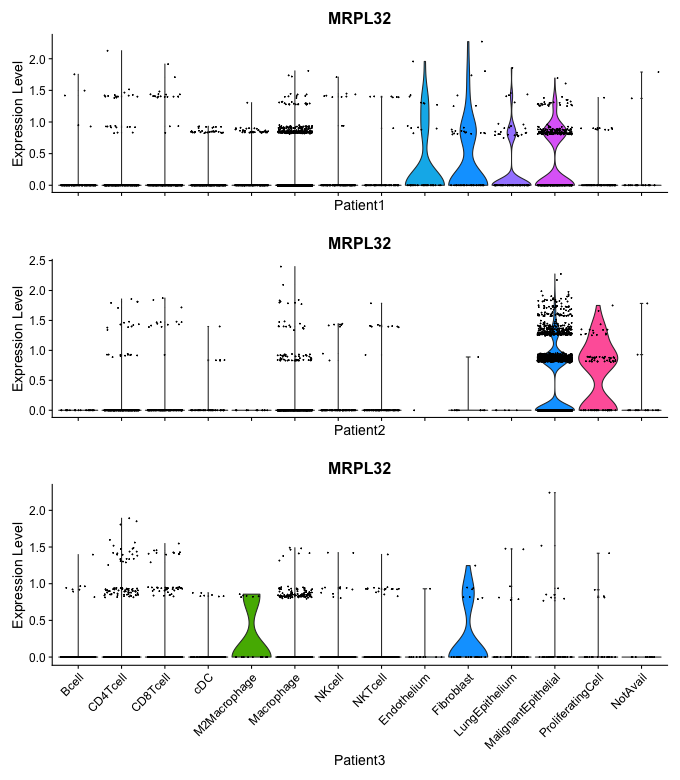 MRPL32
Expression Level
2.0
1.5
1.0
0.5
0.0
Patient1
MRPL32
Expression Level
2.5
2.0
1.5
1.0
0.5
0.0
Patient2
MRPL32
Expression Level
2.0
1.5
1.0
0.5
0.0
Bcell
CD4Tcell
CD8Tcell
cDC
M2Macrophage
Macrophage
NKcell
NKTcell
Endothelium
Fibroblast
LungEpithelium
MalignantEpithelial
ProliferatingCell
NotAvail
Patient3